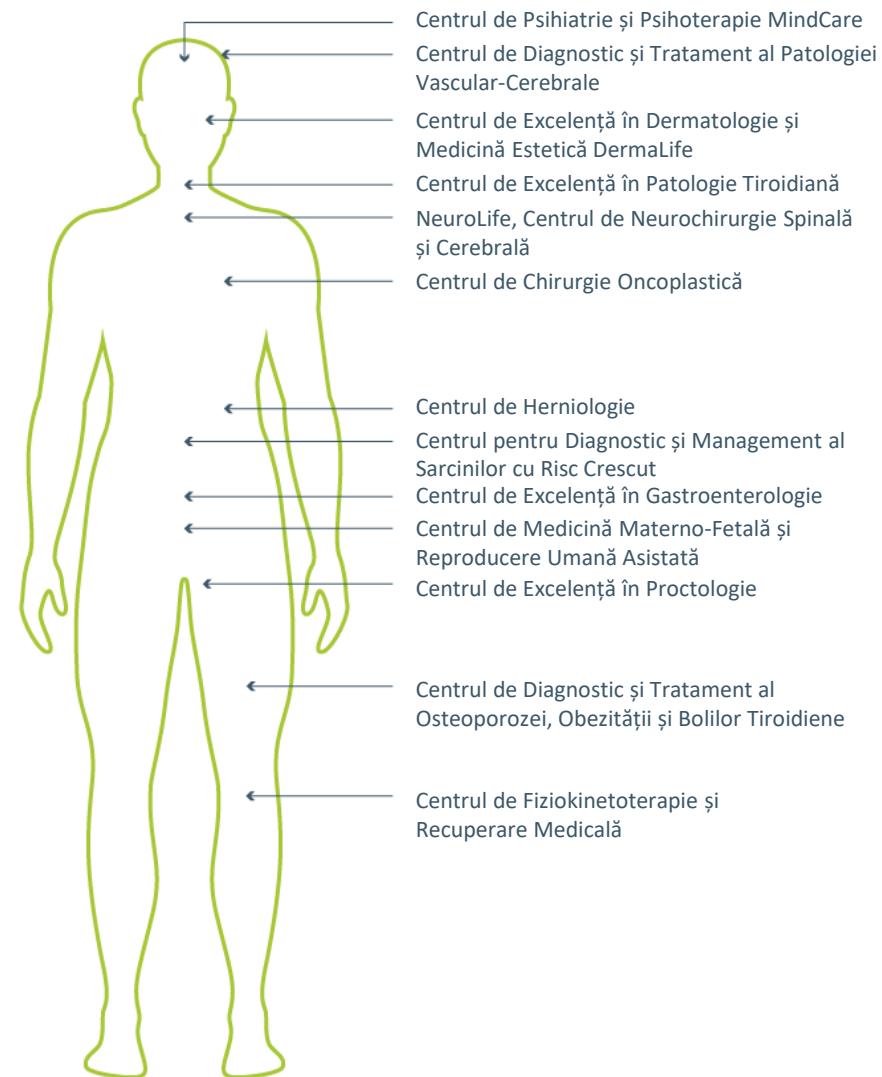 Centrul de Psihiatrie și Psihoterapie MindCare
Centrul de Diagnostic și Tratament al Patologiei
Vascular-Cerebrale
Centrul de Excelență în Dermatologie și
Medicină Estetică DermaLife
Centrul de Excelență în Patologie Tiroidiană
NeuroLife, Centrul de Neurochirurgie Spinală
și Cerebrală
Centrul de Chirurgie Oncoplastică
Centrul de Herniologie
Centrul pentru Diagnostic și Management al
Sarcinilor cu Risc Crescut
Centrul de Excelență în Gastroenterologie
Centrul de Medicină Materno-Fetală și
Reproducere Umană Asistată
Centrul de Excelență în Proctologie
Centrul de Diagnostic și Tratament al
Osteoporozei, Obezității și Bolilor Tiroidiene
Centrul de Fiziokinetoterapie și
Recuperare Medicală